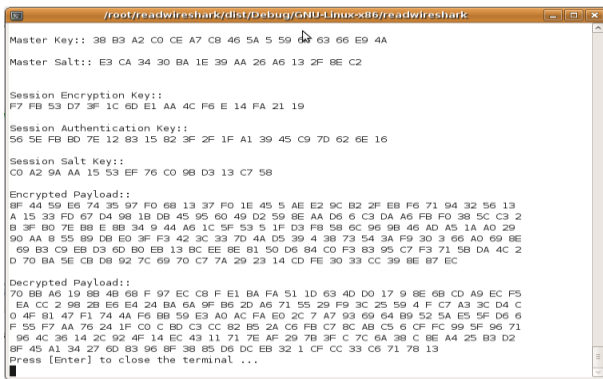 /root/readwireshark/dist/Debug/GNU-Linux-x86/readwireshark
Master Key:: 38 B3 A2 C0 CE A7 C8 46 5A 5 59 63 66 E9 4A
Master Salt:: E3 CA 34 30 BA 1E 39 AA 26 A6 13 2F 8E C2
Session Encryption Key::
F7 FB 53 D7 3F 1C 6D E1 AA 4C F6 E 14 FA 21 19
Session Authentication Key::
56 5E FB BD 7E 12 83 15 82 3F 2F 1F A1 39 45 C9 7D 62 6E 16
Session Salt Key::
C0 A2 9A AA 15 53 EF 76 C0 9B D3 13 C7 58
Encrypted Payload::
8F 44 59 E6 74 35 97 F0 68 13 37 F0 1E 45 5 AE E2 9C B2 2F E8 F6 71 94 32 56 13
A 15 33 FD 67 D4 98 1B DB 45 95 60 49 D2 59 8E AA D6 6 C3 DA A6 FB F0 38 5C C3 2
B 3F B0 7E B8 E 8B 34 9 44 A6 1C 5F 53 5 1F D3 F8 58 6C 96 9B 46 AD A5 1A A0 29
90 AA 8 55 89 DB E0 3F F3 42 3C 33 7D 4A D5 39 4 38 73 54 3A F9 30 3 66 A0 69 8E
69 B3 C9 EB D3 6D B0 EB 13 BC EE 8E 81 50 D6 84 C0 F3 83 95 C7 F3 71 5B DA 4C 2
D 70 BA 5E CB D8 92 7C 69 70 C7 7A 29 23 14 CD FE 30 33 CC 39 8E 87 EC
Decrypted Payload::
70 BB A6 19 8B 4B 68 F 97 EC C8 F E1 BA FA 51 1D 63 4D D0 17 9 8E 6B CD A9 EC F5
EA CC 2 98 2B E6 E4 24 BA 6A 9F B6 2D A6 71 55 29 F9 3C 25 59 4 F C7 A3 3C D4 C
0 4F 81 47 F1 74 4A F6 BB 59 E3 A0 AC FA E0 2C 7 A7 93 69 64 B9 52 5A E5 5F D6 6
F 55 F7 AA 76 24 1F C0 C BD C3 CC 82 B5 2A C6 FB C7 8C AB C5 6 CF FC 99 5F 96 71
96 4C 36 14 2C 92 4F 14 EC 43 11 71 7E AF 29 7B 3F C 7C 6A 38 C 8E A4 25 B3 D2
8F 45 A1 34 27 6D 83 96 8F 38 85 D6 DC EB 32 1 CF CC 33 C6 71 78 13
Press [Enter] to close the terminal ...